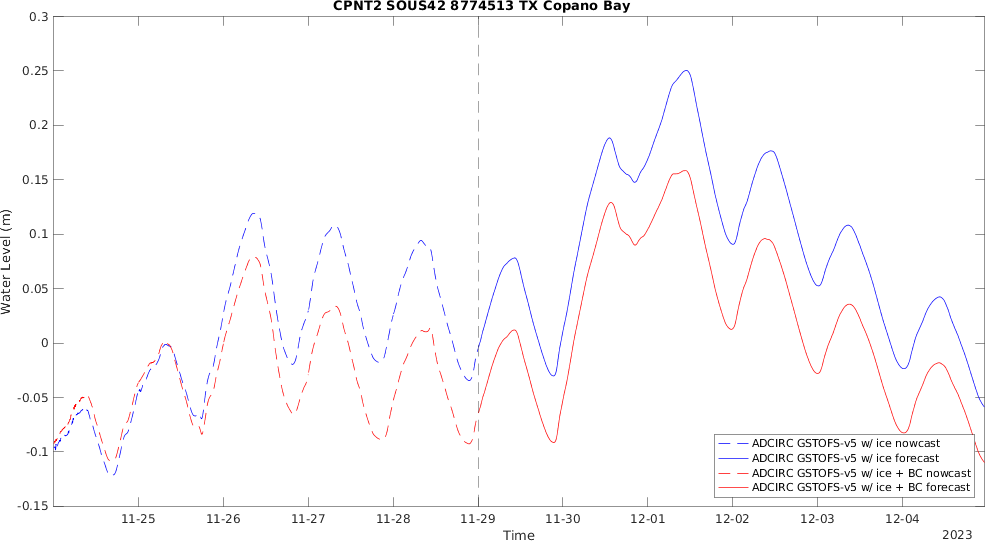 CPNT2 SOUS42 8774513 TX Copano Bay
0.3
0.25
0.2
0.15
0.1
0.05
0
-0.05
-0.1
-0.15
Water Level (m)
11-25 11-26 11-27 11-28 11-29 11-30 12-01 12-02 12-03 12-04
Time
2023
ADCIRC GSTOFS-v5 w/ ice nowcast
ADCIRC GSTOFS-v5 w/ ice forecast
ADCIRC GSTOFS-v5 w/ ice + BC nowcast
ADCIRC GSTOFS-v5 w/ ice + BC forecast